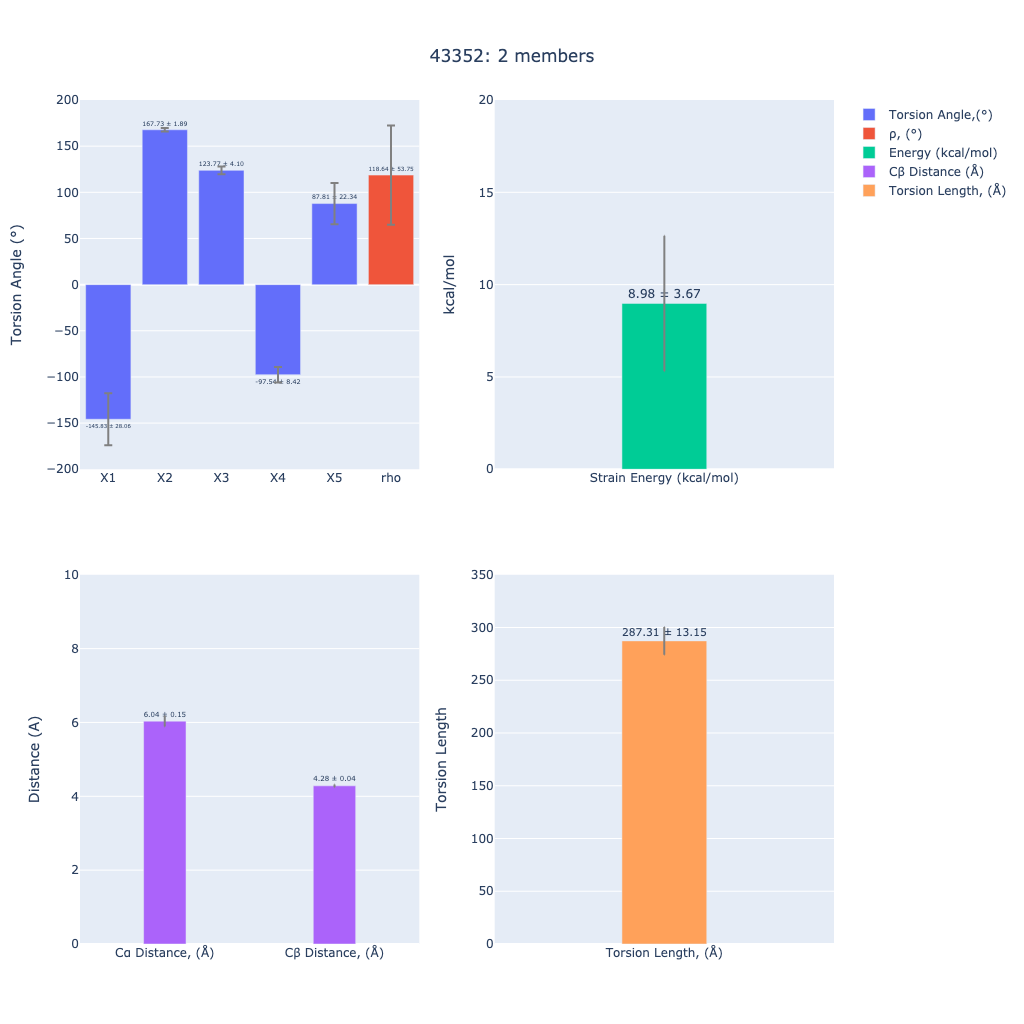 43352: 2 members
Torsion Angle (°)
200
150
100
50
0
−50
−100
−150
−200
167.73 ± 1.89
123.77 ± 4.10
118.64 ± 53.75
87.81 ± 22.34
-97.54 ± 8.42
-145.83 ± 28.06
X1 X2 X3 X4 X5 rho
kcal/mol
20
15
10
5
0
8.98 ± 3.67
Strain Energy (kcal/mol)
Torsion Angle,(°)
ρ, (°)
Energy (kcal/mol)
Cβ Distance (Å)
Torsion Length, (Å)
Distance (A)
10
8
6
4
2
0
6.04 ± 0.15
4.28 ± 0.04
Cα Distance, (Å) Cβ Distance, (Å)
Torsion Length
350
300
250
200
150
100
50
0
287.31 ± 13.15
Torsion Length, (Å)